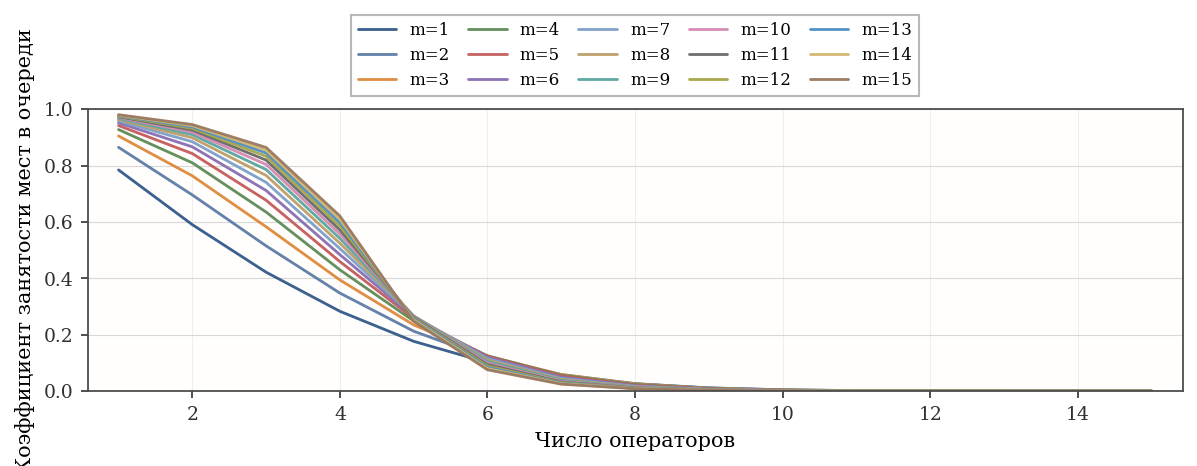 m=1 m=4 m=7 m=10 m=13
m=2 m=5 m=8 m=11 m=14
m=3 m=6 m=9 m=12 m=15
Коэффициент занятости мест в очереди
1.0
0.8
0.6
0.4
0.2
0.0
2 4 6 8 10 12 14
Число операторов